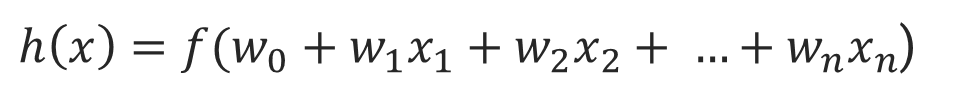 h(x) = f(w₀ + w₁x₁ + w₂x₂ + … + wₙxₙ)